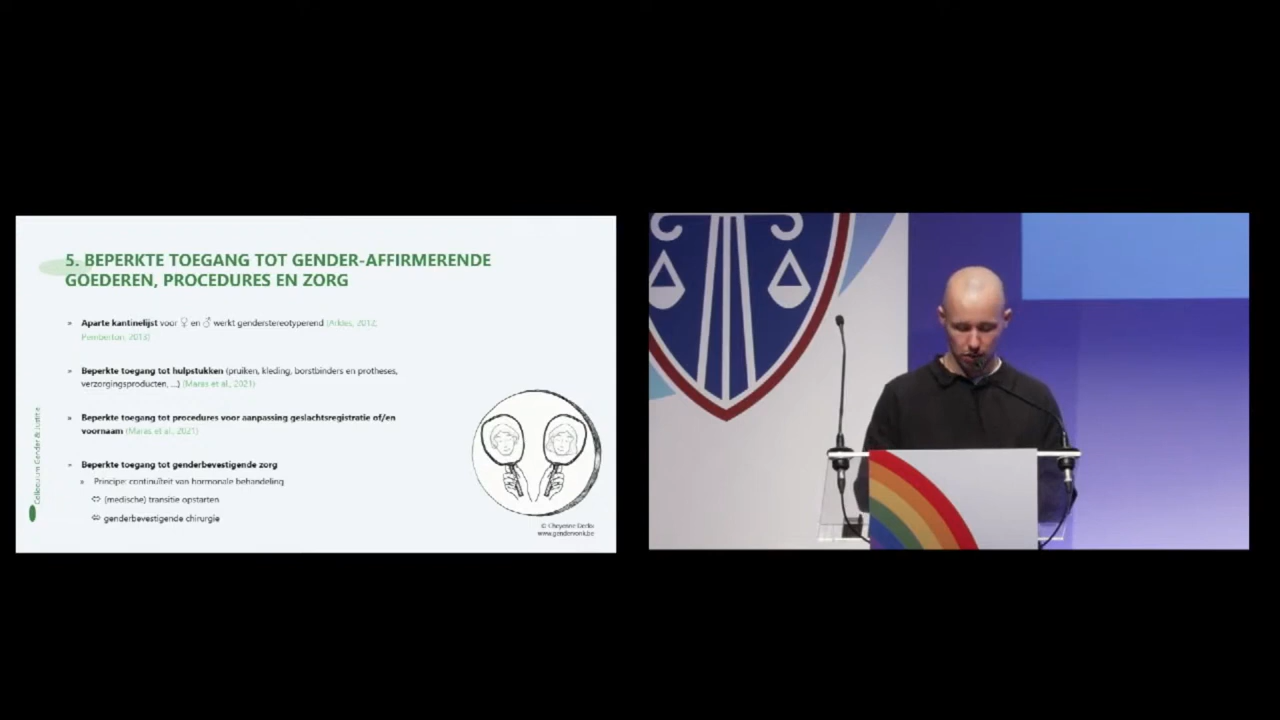 5. BEPERKTE TOEGANG TOT GENDER-AFFIRMERENDE
GOEDEREN, PROCEDURES EN ZORG
» Aparte kantinelijst voor ♀ en ♂ werkt genderstereotyperend (Arkles, 2012,
Pemberton, 2013)
» Beperkte toegang tot hulpstukken (pruiken, kleding, borstbinders en protheses,
verzorgingsproducten, ...) (Maras et al., 2021)
» Beperkte toegang tot procedures voor aanpassing geslachtsregistratie of/en
voornaam (Maras et al., 2021)
» Beperkte toegang tot genderbevestigende zorg
» Principe: continuïteit van hormonale behandeling
⇔ (medische) transitie opstarten
⇔ genderbevestigende chirurgie
Colloquium Gender & Justitie
© Cheyenne
www.gendervonk.be